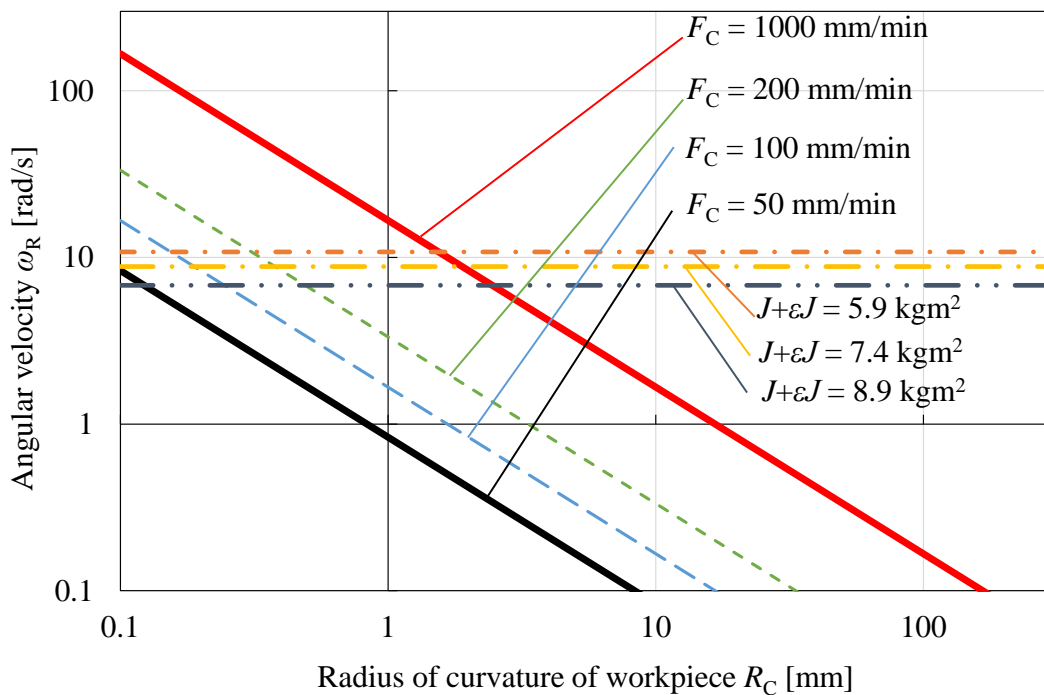 F_C = 1000 mm/min
F_C = 200 mm/min
F_C = 100 mm/min
F_C = 50 mm/min
J+εJ = 5.9 kgm²
J+εJ = 7.4 kgm²
J+εJ = 8.9 kgm²
Angular velocity ω_R [rad/s]
100
10
1
0.1
0.1
1
10
100
Radius of curvature of workpiece R_C [mm]